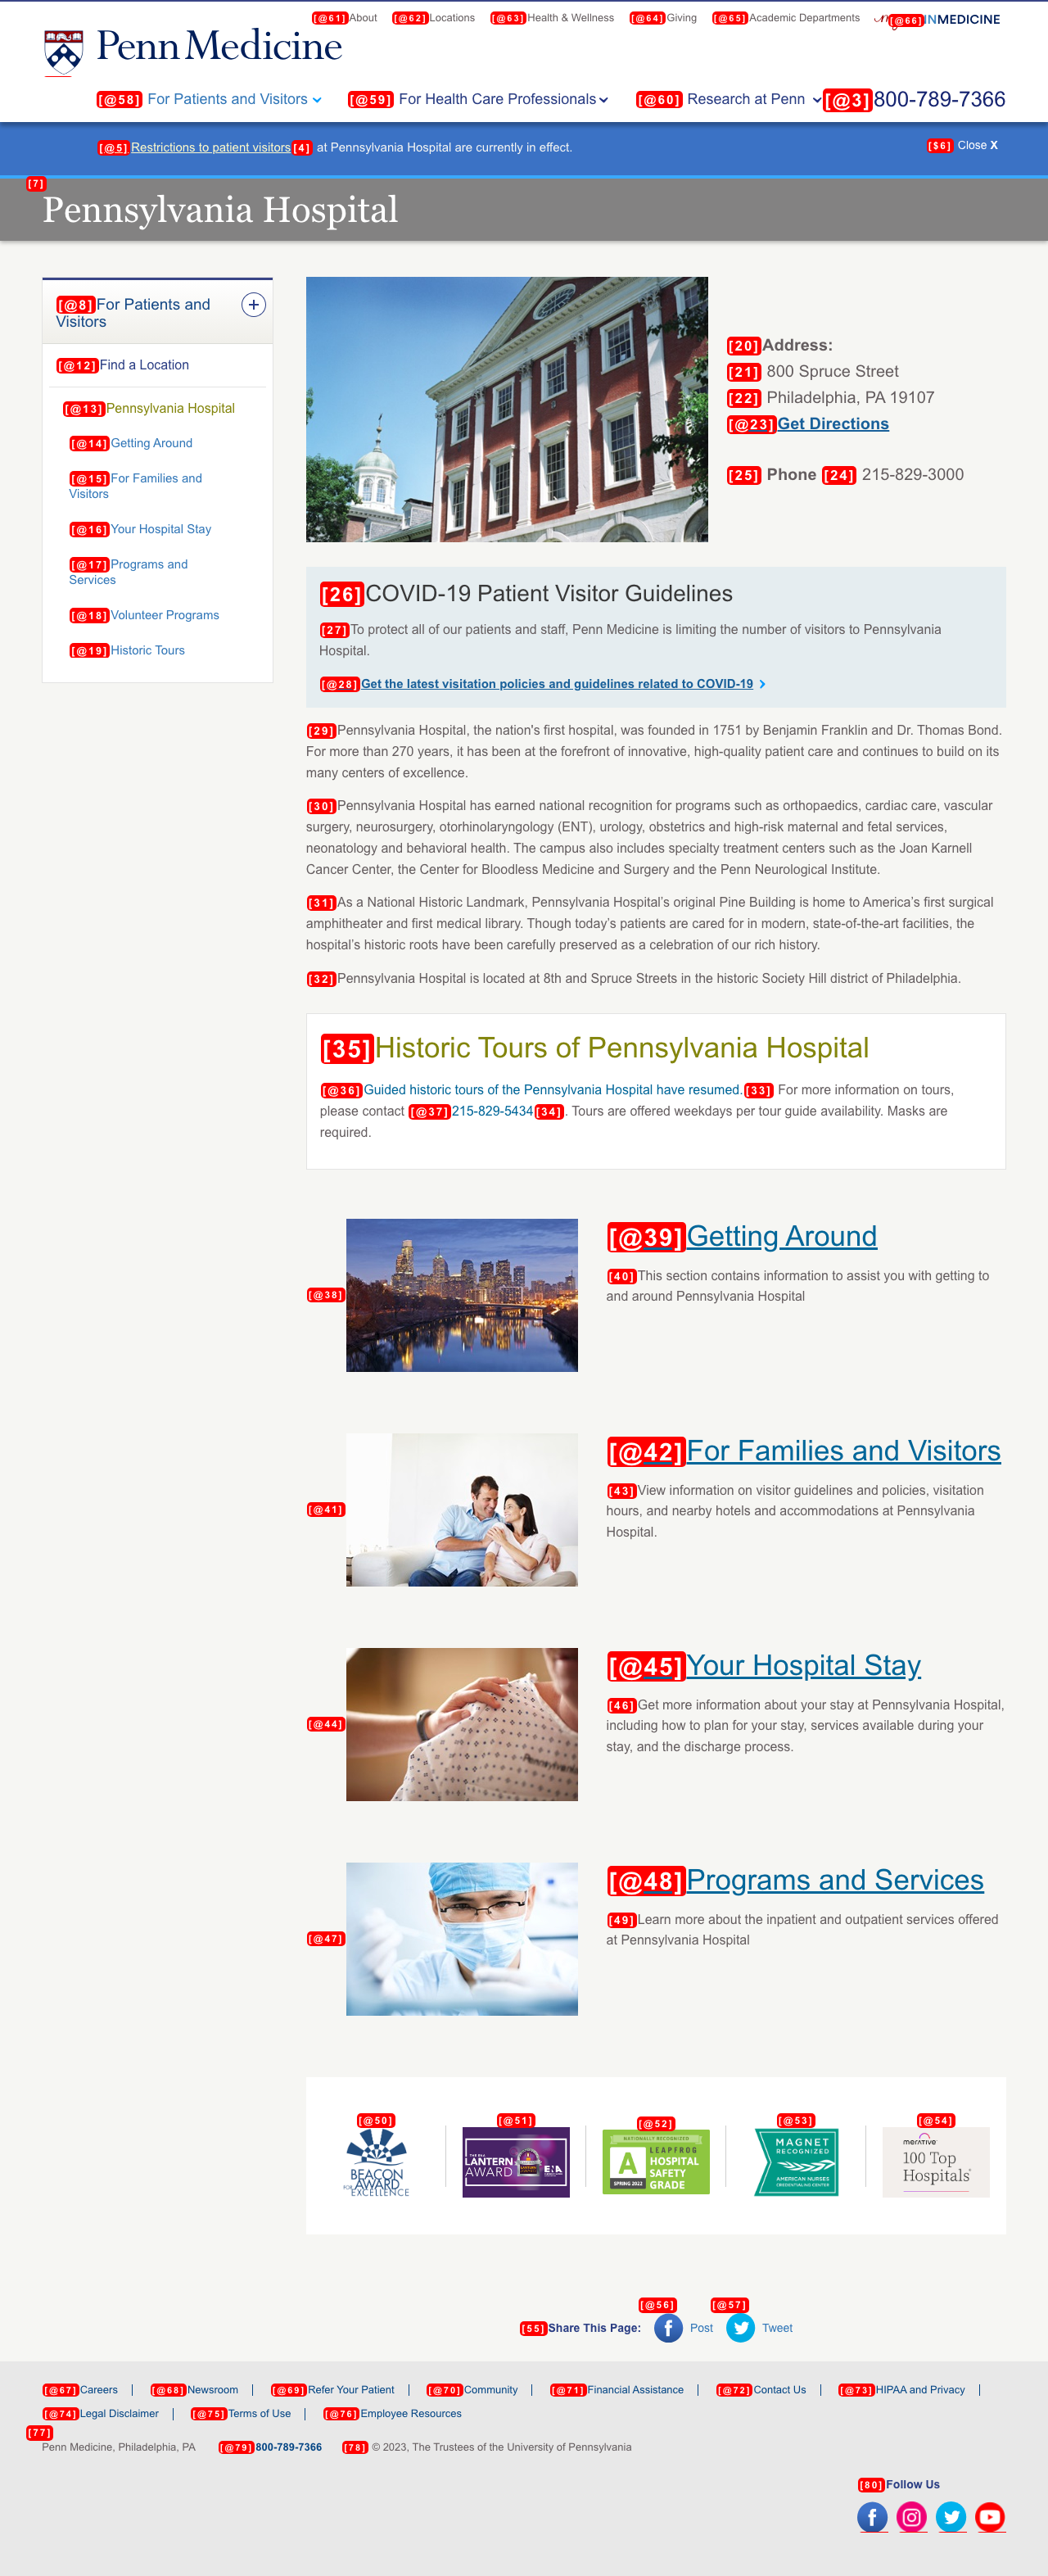 [@61]About [@62]Locations [@63]Health & Wellness [@64]Giving [@65]Academic Departments [@66]INMEDICINE
Penn Medicine
[@58] For Patients and Visitors [@59] For Health Care Professionals [@60] Research at Penn [@3]800-789-7366
[@5]Restrictions to patient visitors[4] at Pennsylvania Hospital are currently in effect. [$6] Close X
[7]
Pennsylvania Hospital
[@8]For Patients and
Visitors
[@12]Find a Location
[@13]Pennsylvania Hospital
[@14]Getting Around
[@15]For Families and
Visitors
[@16]Your Hospital Stay
[@17]Programs and
Services
[@18]Volunteer Programs
[@19]Historic Tours
[20]Address:
[21] 800 Spruce Street
[22] Philadelphia, PA 19107
[@23]Get Directions
[25] Phone [24] 215-829-3000
[26]COVID-19 Patient Visitor Guidelines
[27]To protect all of our patients and staff, Penn Medicine is limiting the number of visitors to Pennsylvania
Hospital.
[@28]Get the latest visitation policies and guidelines related to COVID-19
[29]Pennsylvania Hospital, the nation's first hospital, was founded in 1751 by Benjamin Franklin and Dr. Thomas Bond.
For more than 270 years, it has been at the forefront of innovative, high-quality patient care and continues to build on its
many centers of excellence.
[30]Pennsylvania Hospital has earned national recognition for programs such as orthopaedics, cardiac care, vascular
surgery, neurosurgery, otorhinolaryngology (ENT), urology, obstetrics and high-risk maternal and fetal services,
neonatology and behavioral health. The campus also includes specialty treatment centers such as the Joan Karnell
Cancer Center, the Center for Bloodless Medicine and Surgery and the Penn Neurological Institute.
[31]As a National Historic Landmark, Pennsylvania Hospital's original Pine Building is home to America's first surgical
amphitheater and first medical library. Though today's patients are cared for in modern, state-of-the-art facilities, the
hospital's historic roots have been carefully preserved as a celebration of our rich history.
[32]Pennsylvania Hospital is located at 8th and Spruce Streets in the historic Society Hill district of Philadelphia.
[35]Historic Tours of Pennsylvania Hospital
[@36]Guided historic tours of the Pennsylvania Hospital have resumed.[33] For more information on tours,
please contact [@37]215-829-5434[34]. Tours are offered weekdays per tour guide availability. Masks are
required.
[@38]
[@39]Getting Around
[40]This section contains information to assist you with getting to
and around Pennsylvania Hospital
[@41]
[@42]For Families and Visitors
[43]View information on visitor guidelines and policies, visitation
hours, and nearby hotels and accommodations at Pennsylvania
Hospital.
[@44]
[@45]Your Hospital Stay
[46]Get more information about your stay at Pennsylvania Hospital,
including how to plan for your stay, services available during your
stay, and the discharge process.
[@47]
[@48]Programs and Services
[49]Learn more about the inpatient and outpatient services offered
at Pennsylvania Hospital
[@50] [@51] [@52] [@53] [@54]
BEACON
FOR AWARD
EXCELLENCE
LANTERN
AWARD
ENA
NATIONALLY RECOGNIZED
A
SPRING 2022
LEAPFROG
HOSPITAL
SAFETY
GRADE
MAGNET
RECOGNIZED
AMERICAN NURSES
CREDENTIALING CENTER
merative
100 Top
Hospitals
[55]Share This Page: [@56] Post [@57] Tweet
[@67]Careers [@68]Newsroom [@69]Refer Your Patient [@70]Community [@71]Financial Assistance [@72]Contact Us [@73]HIPAA and Privacy
[@74]Legal Disclaimer [@75]Terms of Use [@76]Employee Resources
[77]
Penn Medicine, Philadelphia, PA [@79]800-789-7366 [78] © 2023, The Trustees of the University of Pennsylvania
[80]Follow Us